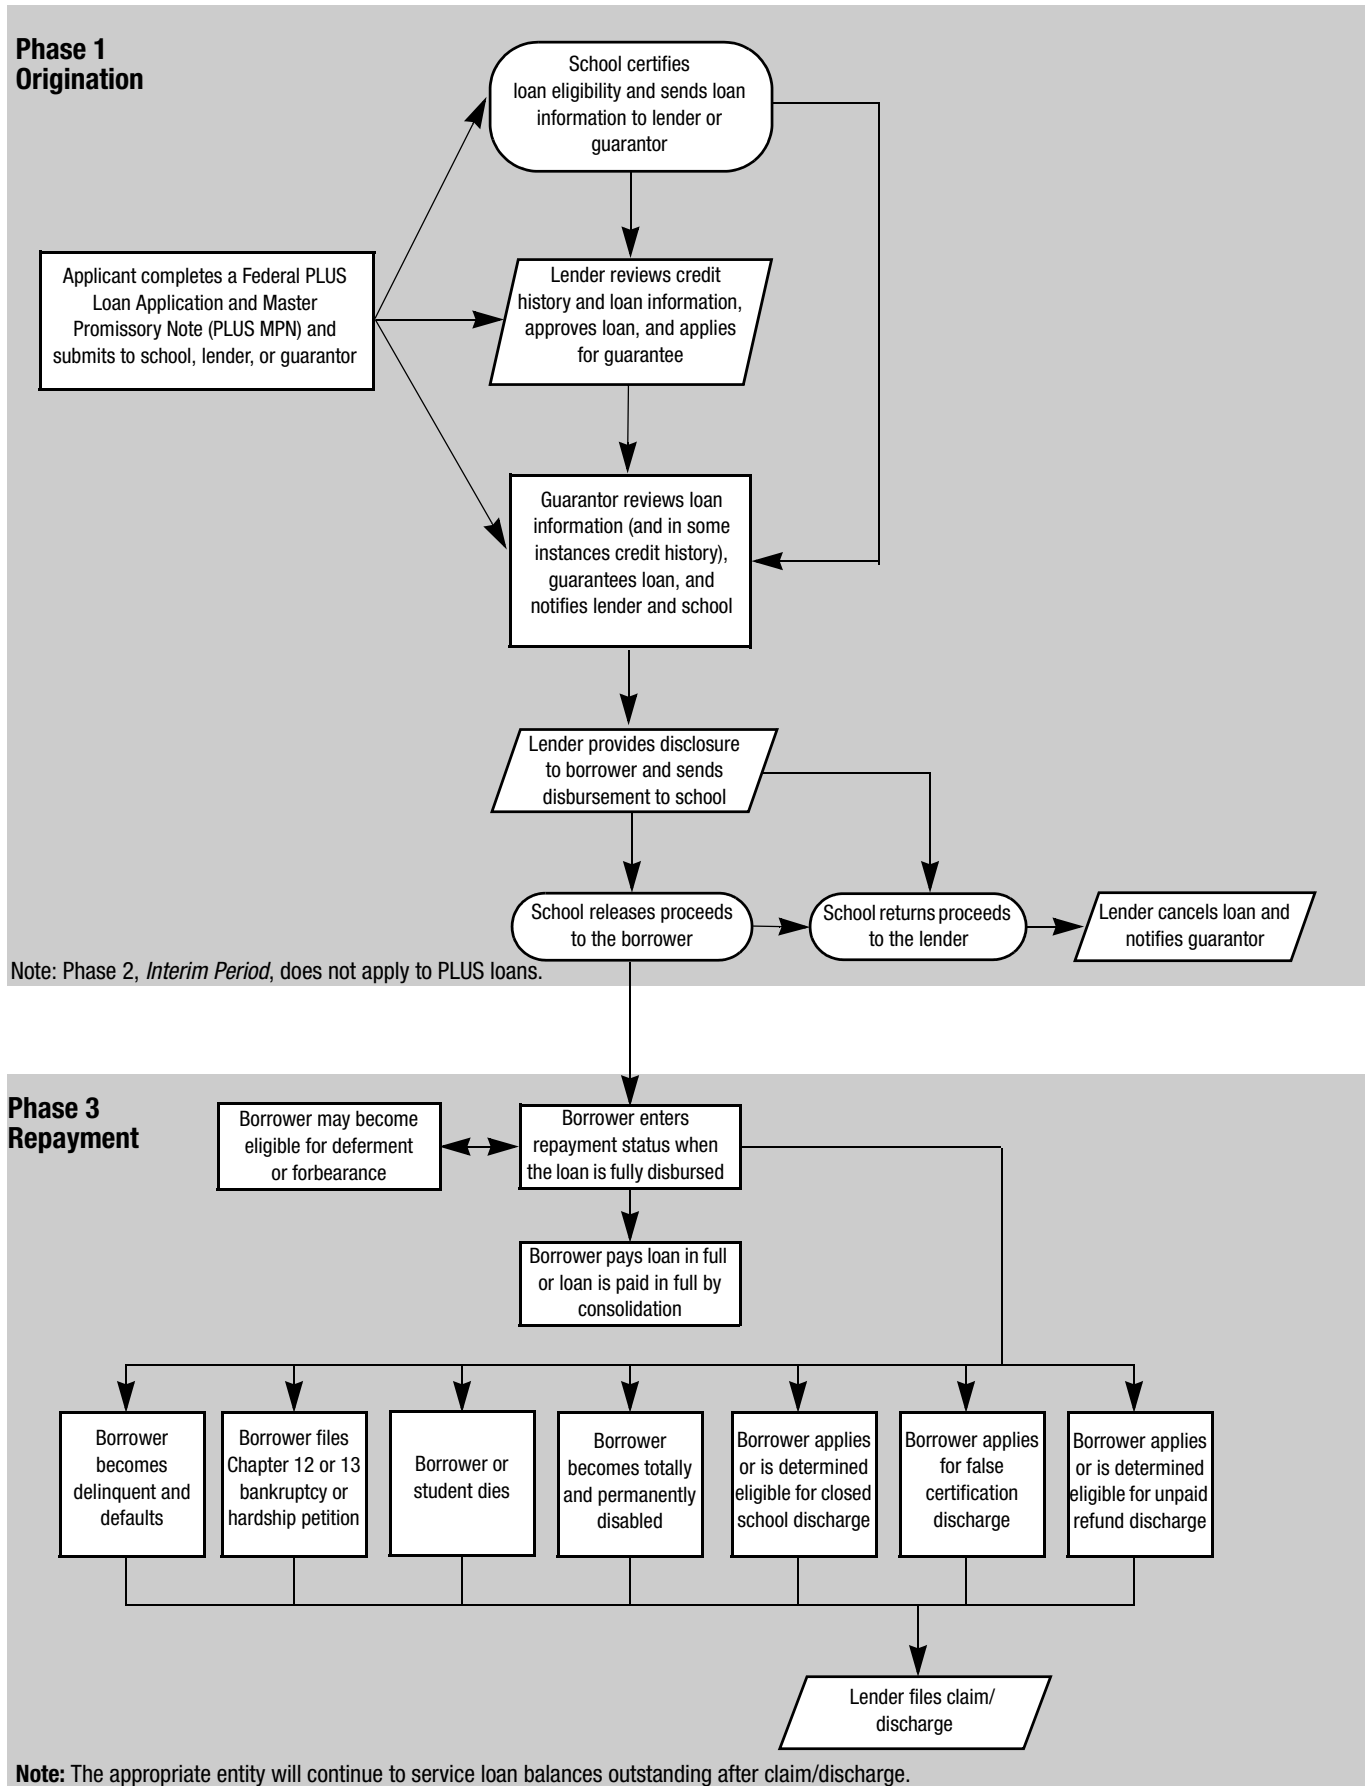 Phase 1
Origination
School certifies
loan eligibility and sends loan
information to lender or
guarantor
Applicant completes a Federal PLUS
Loan Application and Master
Promissory Note (PLUS MPN) and
submits to school, lender, or guarantor
Lender reviews credit
history and loan information,
approves loan, and applies
for guarantee
Guarantor reviews loan
information (and in some
instances credit history),
guarantees loan, and
notifies lender and school
Lender provides disclosure
to borrower and sends
disbursement to school
School releases proceeds
to the borrower
School returns proceeds
to the lender
Lender cancels loan and
notifies guarantor
Note: Phase 2, Interim Period, does not apply to PLUS loans.
Phase 3
Repayment
Borrower may become
eligible for deferment
or forbearance
Borrower enters
repayment status when
the loan is fully disbursed
Borrower pays loan in full
or loan is paid in full by
consolidation
Borrower
becomes
delinquent and
defaults
Borrower files
Chapter 12 or 13
bankruptcy or
hardship petition
Borrower or
student dies
Borrower
becomes totally
and permanently
disabled
Borrower applies
or is determined
eligible for closed
school discharge
Borrower applies
for false
certification
discharge
Borrower applies
or is determined
eligible for unpaid
refund discharge
Lender files claim/
discharge
Note: The appropriate entity will continue to service loan balances outstanding after claim/discharge.